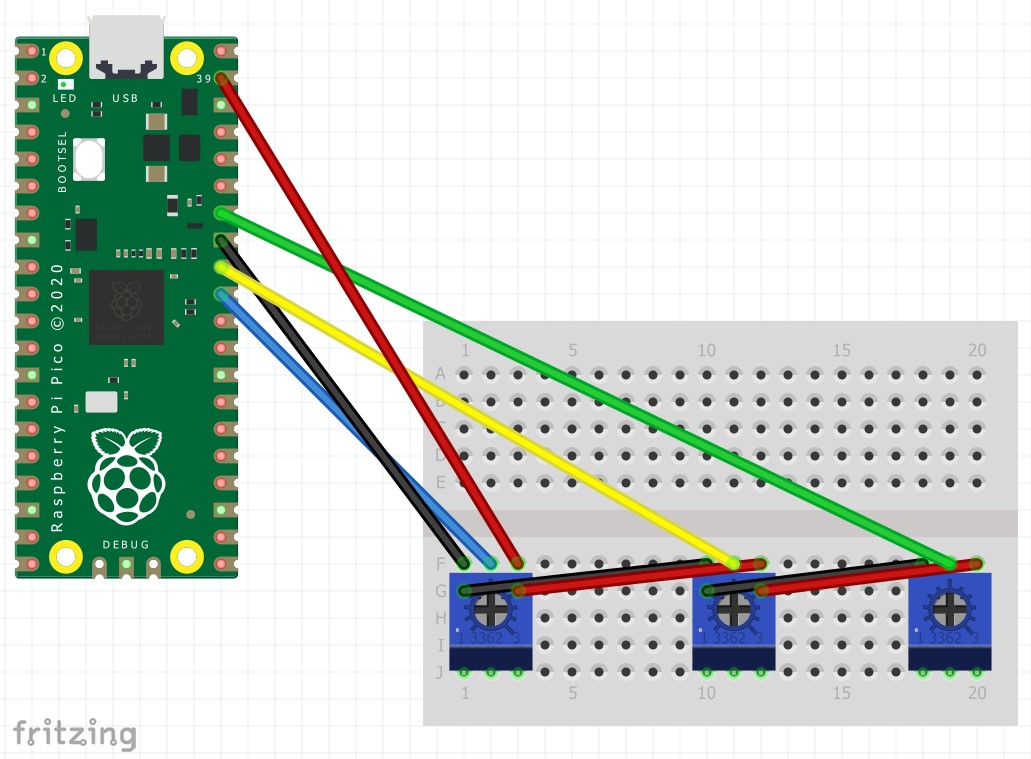 1
2
39
LED
USB
BOOTSEL
Raspberry Pi Pico ©2020
DEBUG
1 5 10 15 20
A
D
E
F
G
H
I
J
1 3362 3
1 3362 3
1 3362 3
1 5 10 15 20
fritzing